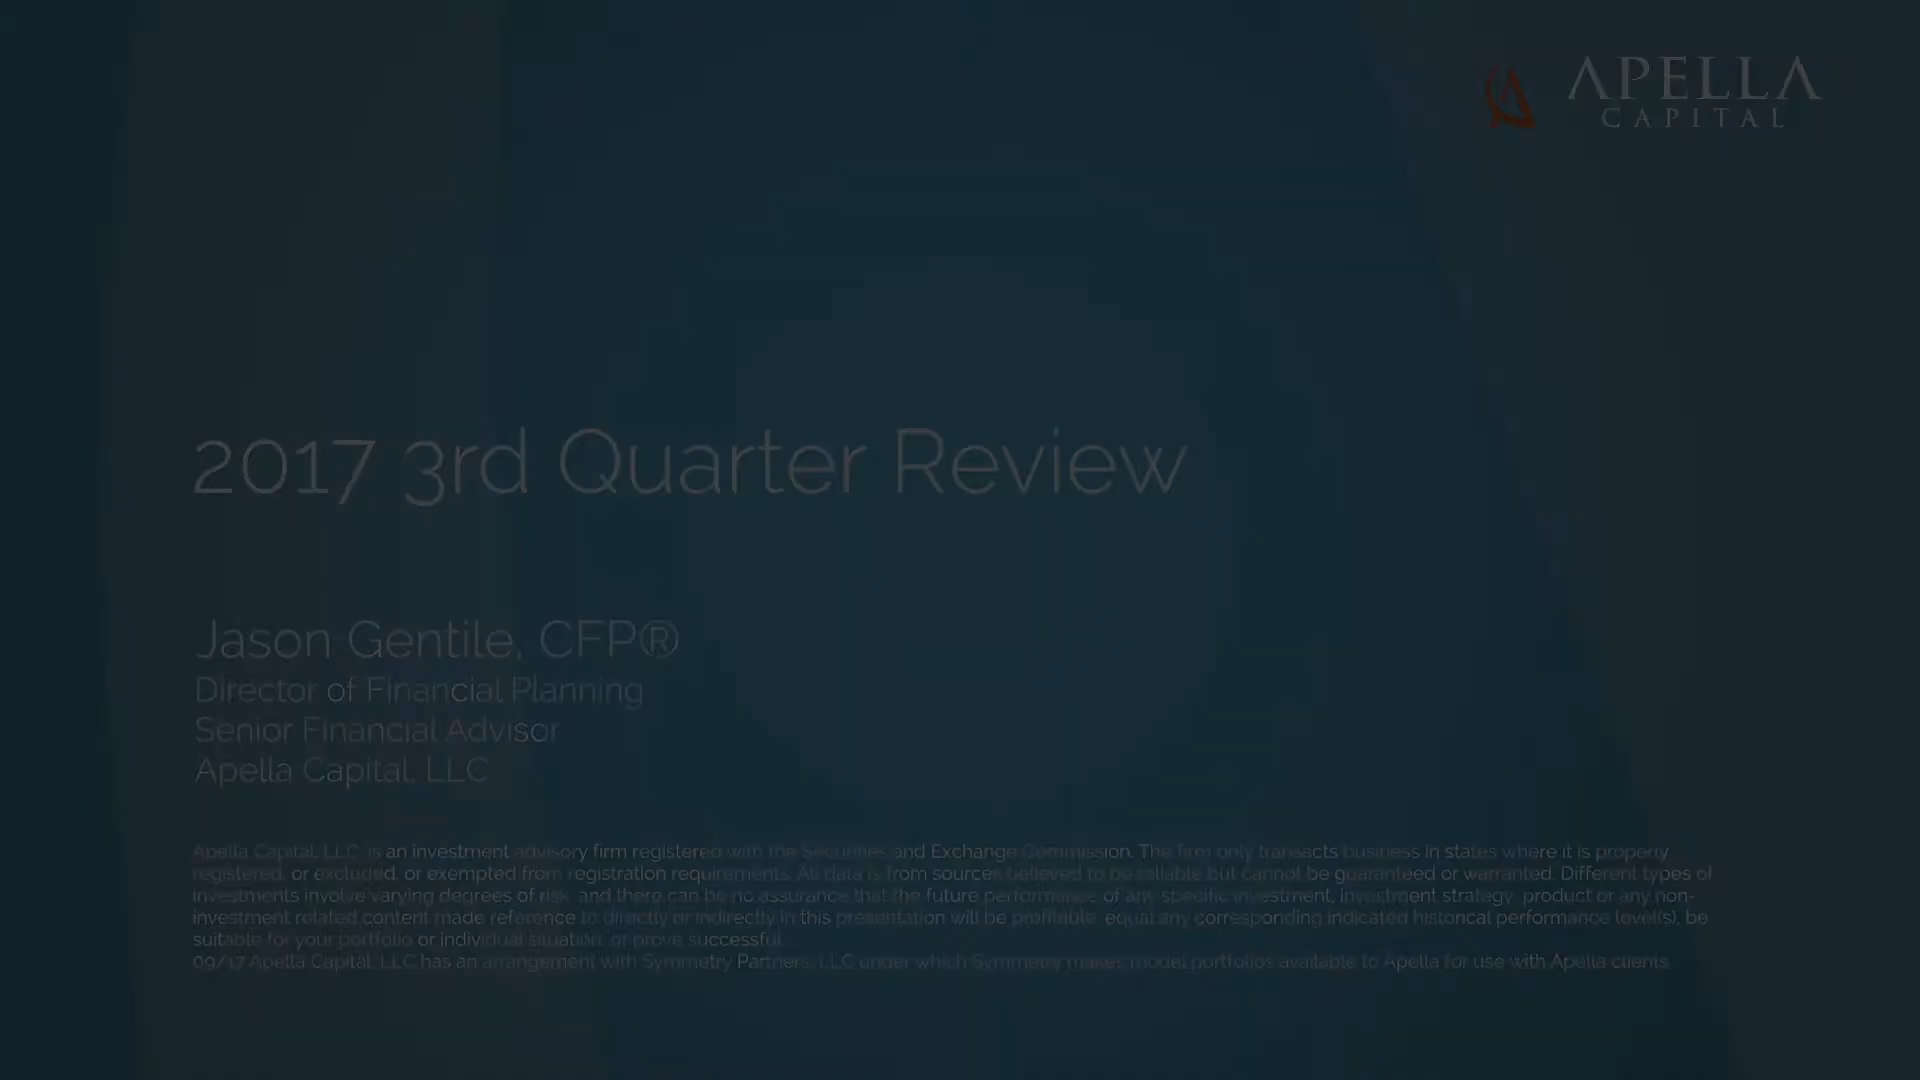 APELLA
CAPITAL
2017 3rd Quarter Review
Jason Gentile, CFP®
Director of Financial Planning
Senior Financial Advisor
Apella Capital, LLC
Apella Capital, LLC is an investment advisory firm registered with the Securities and Exchange Commission. The firm only transacts business in states where it is properly
registered, or excluded, or exempted from registration requirements. All data is from sources believed to be reliable but cannot be guaranteed or warranted. Different types of
investments involve varying degrees of risk, and there can be no assurance that the future performance of any specific investment, investment strategy, product or any non-
investment related content made reference to directly or indirectly in this presentation will be profitable, equal any corresponding indicated historical performance level(s), be
suitable for your portfolio or individual situation, or prove successful.
09/17 Apella Capital, LLC has an arrangement with Symmetry Partners, LLC under which Symmetry makes model portfolios available to Apella for use with Apella clients.